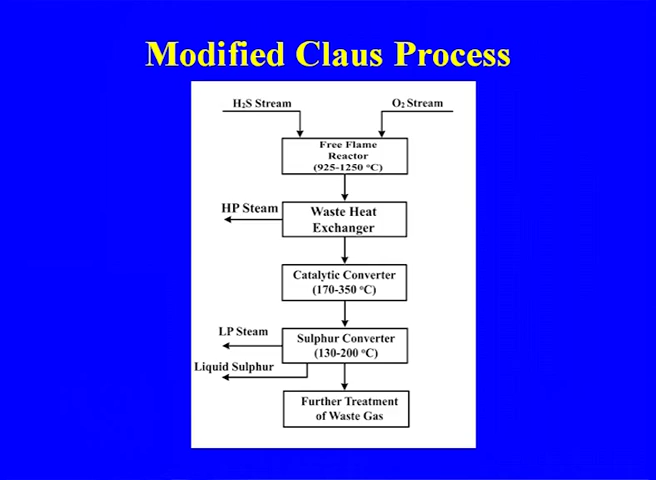 Modified Claus Process
H₂S Stream
O₂ Stream
Free Flame
Reactor
(925-1250 °C)
HP Steam
Waste Heat
Exchanger
Catalytic Converter
(170-350 °C)
LP Steam
Sulphur Converter
(130-200 °C)
Liquid Sulphur
Further Treatment
of Waste Gas